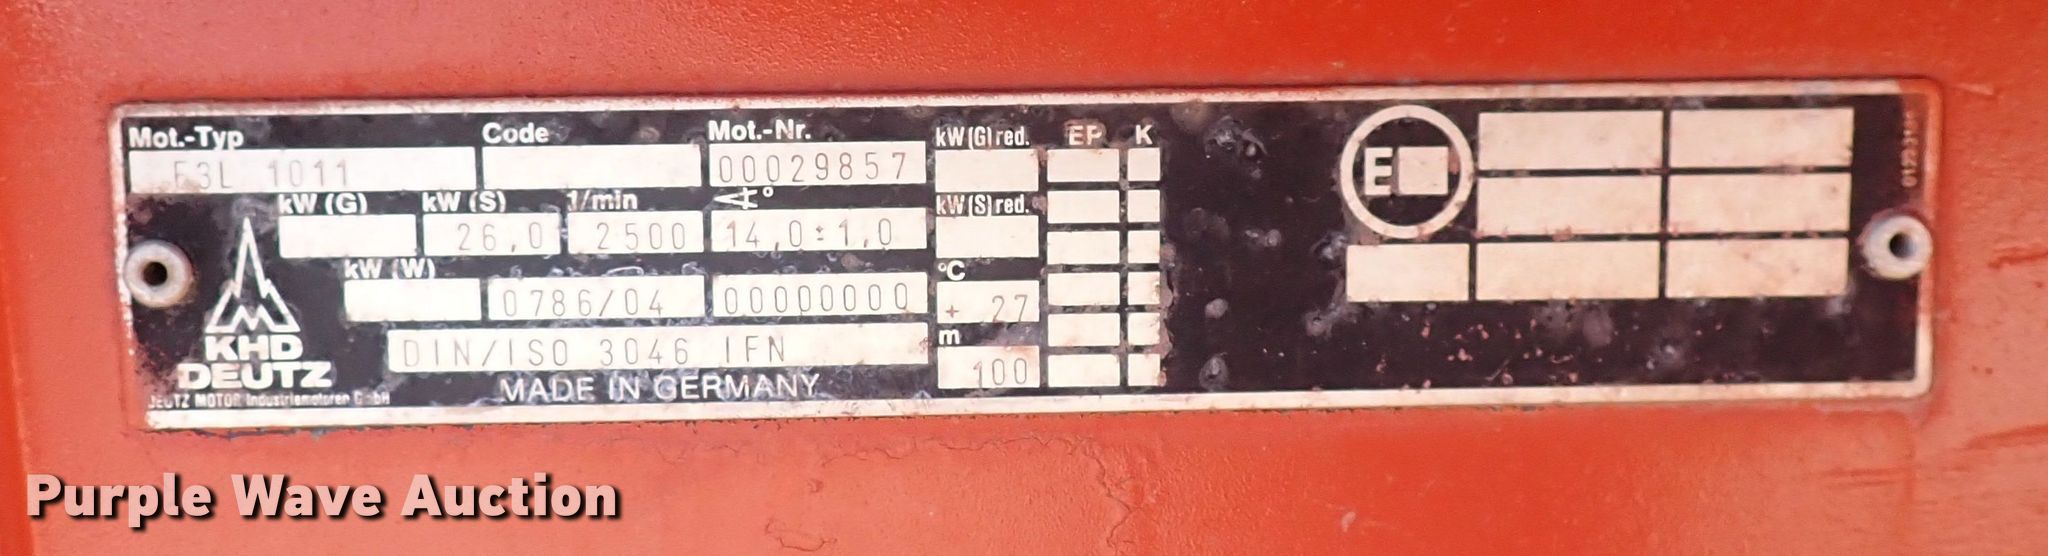 Mot.-Typ Code Mot.-Nr. kW(G)red. EP K
F3L 1011 00029857
kW (G) kW (S) 1/min ∢° kW(S)red.
26,0 2500 14,0±1,0
kW (W) °C
0786/04 00000000 + 27
m
DIN/ISO 3046 IFN 100
KHD
DEUTZ
MADE IN GERMANY
DEUTZ MOTOR Industriemotoren GmbH
E
Purple Wave Auction